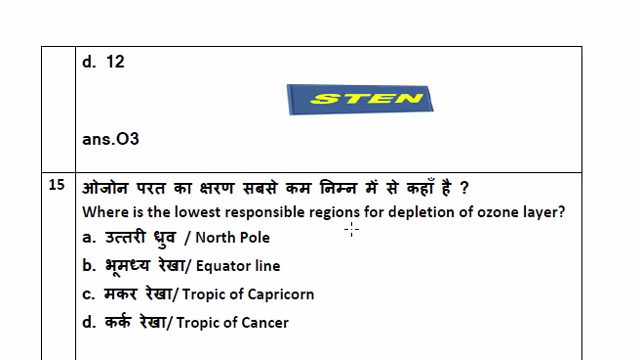 d. 12
STEN
ans.O3
15 ओजोन परत का क्षरण सबसे कम निम्न में से कहाँ है ?
Where is the lowest responsible regions for depletion of ozone layer?
a. उत्तरी ध्रुव / North Pole
b. भूमध्य रेखा/ Equator line
c. मकर रेखा/ Tropic of Capricorn
d. कर्क रेखा/ Tropic of Cancer